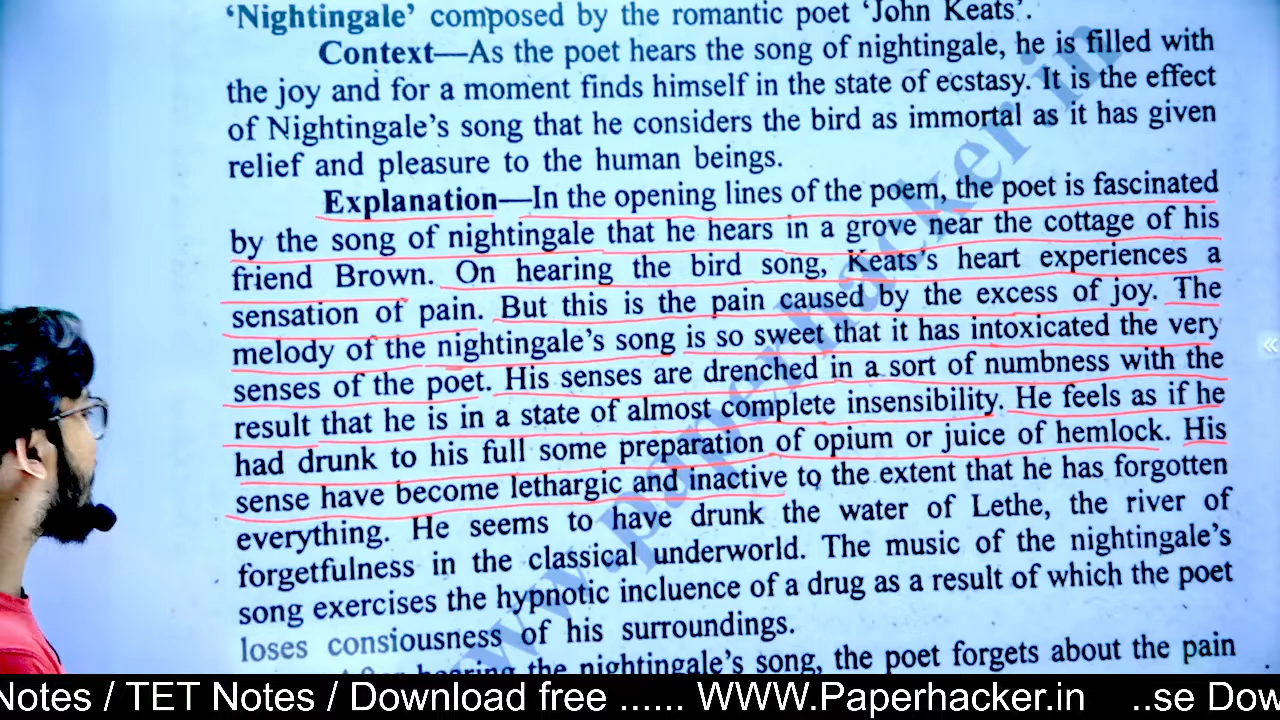 ‘Nightingale’ composed by the romantic poet ‘John Keats’.
Context—As the poet hears the song of nightingale, he is filled with
the joy and for a moment finds himself in the state of ecstasy. It is the effect
of Nightingale’s song that he considers the bird as immortal as it has given
relief and pleasure to the human beings.
Explanation—In the opening lines of the poem, the poet is fascinated
by the song of nightingale that he hears in a grove near the cottage of his
friend Brown. On hearing the bird song, Keats’s heart experiences a
sensation of pain. But this is the pain caused by the excess of joy. The
melody of the nightingale’s song is so sweet that it has intoxicated the very
senses of the poet. His senses are drenched in a sort of numbness with the
result that he is in a state of almost complete insensibility. He feels as if he
had drunk to his full some preparation of opium or juice of hemlock. His
sense have become lethargic and inactive to the extent that he has forgotten
everything. He seems to have drunk the water of Lethe, the river of
forgetfulness in the classical underworld. The music of the nightingale’s
song exercises the hypnotic incluence of a drug as a result of which the poet
loses consiousness of his surroundings.
After hearing the nightingale’s song, the poet forgets about the pain
www.paperhacker.in
Notes / TET Notes / Download free ...... WWW.Paperhacker.in ..se Dow